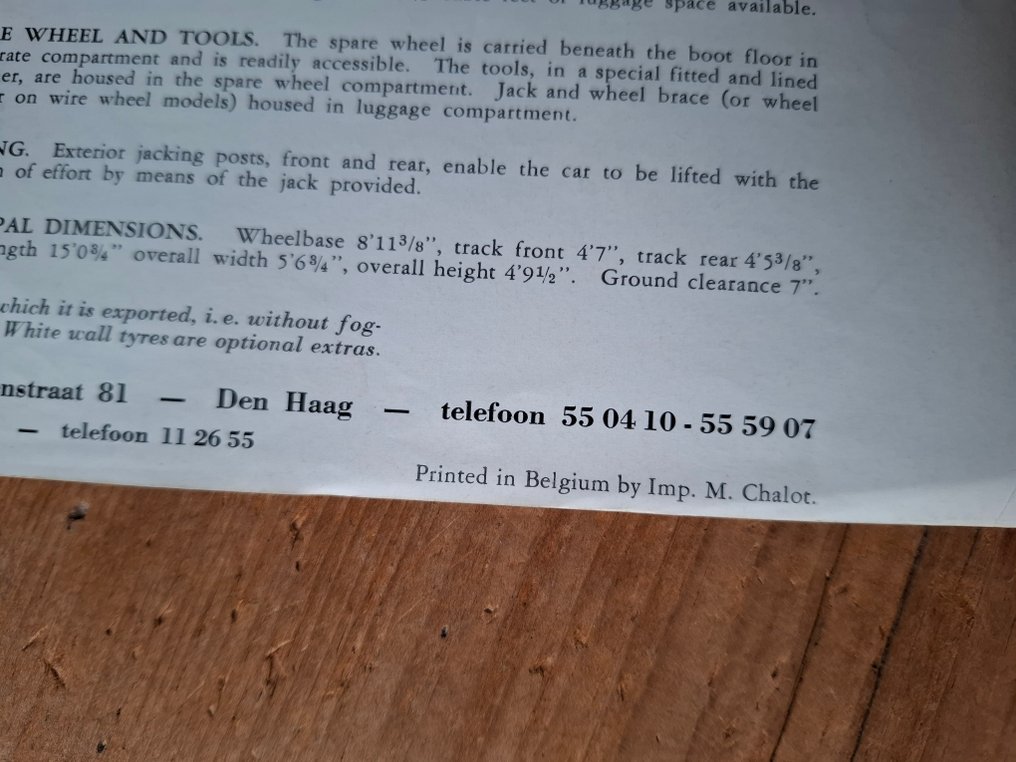 luggage space available.
E WHEEL AND TOOLS. The spare wheel is carried beneath the boot floor in
rate compartment and is readily accessible. The tools, in a special fitted and lined
er, are housed in the spare wheel compartment. Jack and wheel brace (or wheel
r on wire wheel models) housed in luggage compartment.
NG. Exterior jacking posts, front and rear, enable the car to be lifted with the
n of effort by means of the jack provided.
PAL DIMENSIONS. Wheelbase 8'11³/8”, track front 4'7”, track rear 4'5³/8”,
ngth 15'0¾” overall width 5'6¾”, overall height 4'9½”. Ground clearance 7”.
which it is exported, i. e. without fog-
White wall tyres are optional extras.
nstraat 81 — Den Haag — telefoon 55 04 10 - 55 59 07
— telefoon 11 26 55
Printed in Belgium by Imp. M. Chalot.